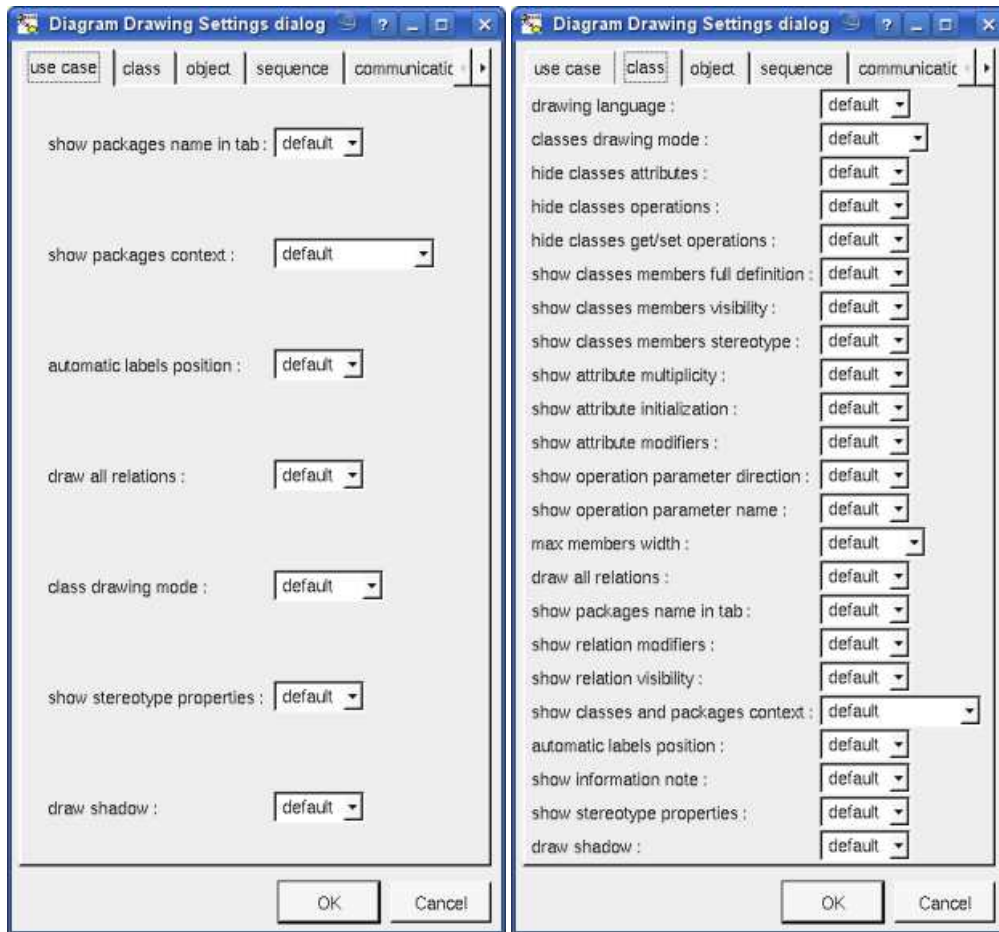 Diagram Drawing Settings dialog
use case class object sequence communicatic
show packages name in tab : default
show packages context : default
automatic labels position : default
draw all relations : default
class drawing mode : default
show stereotype properties : default
draw shadow : default
OK Cancel
Diagram Drawing Settings dialog
use case class object sequence communicatic
drawing language : default
classes drawing mode : default
hide classes attributes : default
hide classes operations : default
hide classes get/set operations : default
show classes members full definition : default
show classes members visibility : default
show classes members stereotype : default
show attribute multiplicity : default
show attribute initialization : default
show attribute modifiers : default
show operation parameter direction : default
show operation parameter name : default
max members width : default
draw all relations : default
show packages name in tab : default
show relation modifiers : default
show relation visibility : default
show classes and packages context : default
automatic labels position : default
show information note : default
show stereotype properties : default
draw shadow : default
OK Cancel